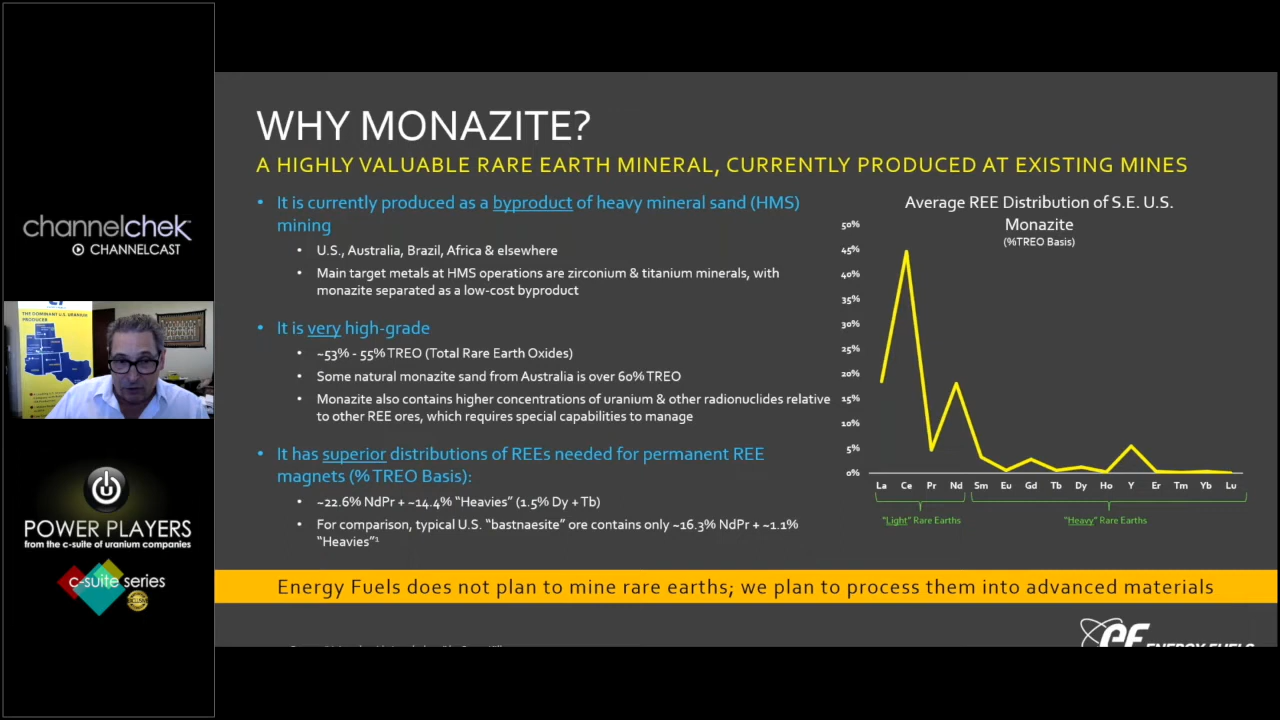 channelchek
CHANNELCAST
THE DOMINANT U.S. URANIUM
PRODUCER
POWER PLAYERS
from the c-suite of uranium companies
c-suite series
WHY MONAZITE?
A HIGHLY VALUABLE RARE EARTH MINERAL, CURRENTLY PRODUCED AT EXISTING MINES
• It is currently produced as a byproduct of heavy mineral sand (HMS)
mining
• U.S., Australia, Brazil, Africa & elsewhere
• Main target metals at HMS operations are zirconium & titanium minerals, with
monazite separated as a low-cost byproduct
• It is very high-grade
• ~53% - 55% TREO (Total Rare Earth Oxides)
• Some natural monazite sand from Australia is over 60% TREO
• Monazite also contains higher concentrations of uranium & other radionuclides relative
to other REE ores, which requires special capabilities to manage
• It has superior distributions of REEs needed for permanent REE
magnets (% TREO Basis):
• ~22.6% NdPr + ~14.4% “Heavies” (1.5% Dy + Tb)
• For comparison, typical U.S. “bastnaesite” ore contains only ~16.3% NdPr + ~1.1%
“Heavies”¹
Average REE Distribution of S.E. U.S.
Monazite
(%TREO Basis)
50%
45%
40%
35%
30%
25%
20%
15%
10%
5%
0%
La Ce Pr Nd Sm Eu Gd Tb Dy Ho Y Er Tm Yb Lu
“Light” Rare Earths
“Heavy” Rare Earths
Energy Fuels does not plan to mine rare earths; we plan to process them into advanced materials
ENERGY FUELS